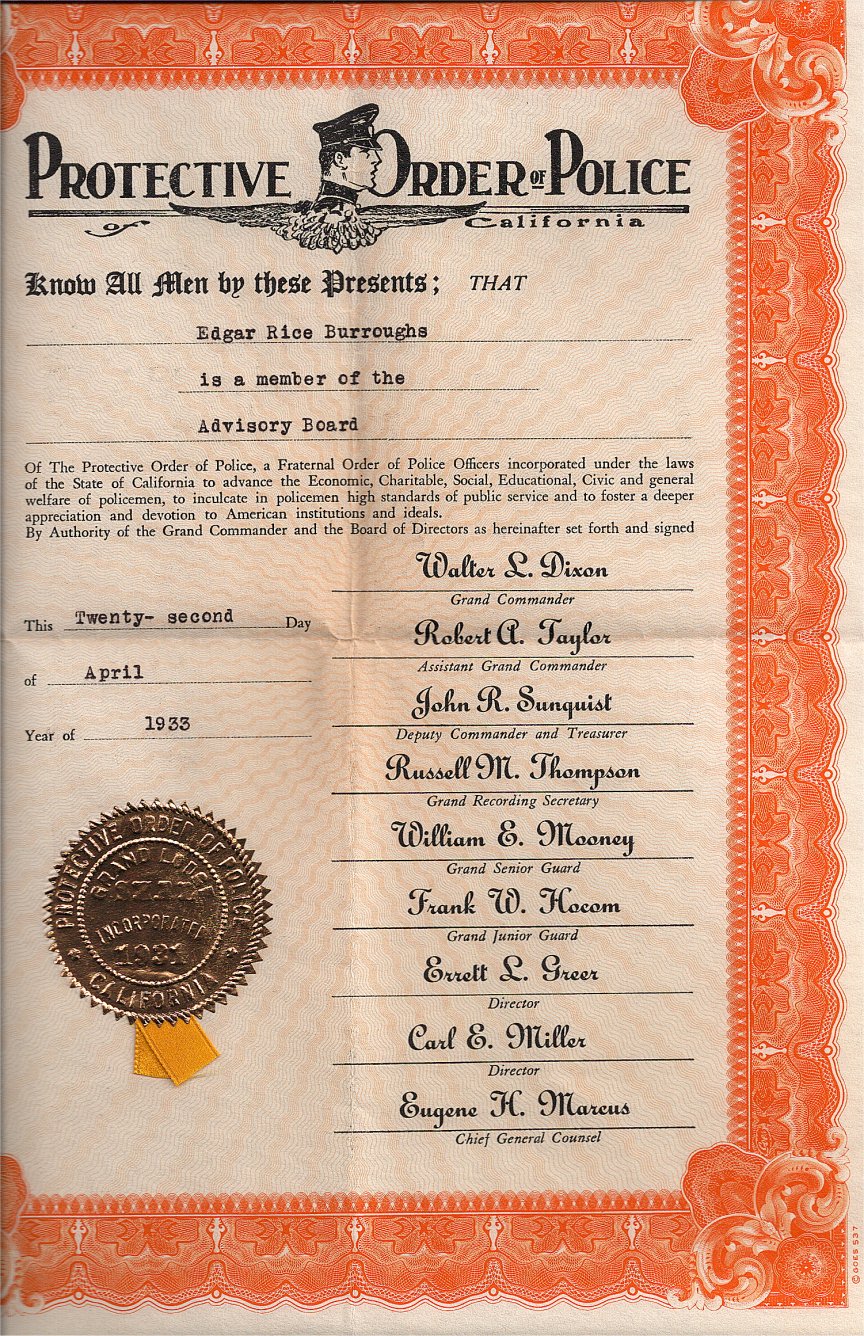 PROTECTIVE ORDER OF POLICE
of California
Know All Men by these Presents; THAT
Edgar Rice Burroughs
is a member of the
Advisory Board
Of The Protective Order of Police, a Fraternal Order of Police Officers incorporated under the laws
of the State of California to advance the Economic, Charitable, Social, Educational, Civic and general
welfare of policemen, to inculcate in policemen high standards of public service and to foster a deeper
appreciation and devotion to American institutions and ideals.
By Authority of the Grand Commander and the Board of Directors as hereinafter set forth and signed
This Twenty- second Day
of April
Year of 1933
Walter L. Dixon
Grand Commander
Robert A. Taylor
Assistant Grand Commander
John R. Sunquist
Deputy Commander and Treasurer
Russell M. Thompson
Grand Recording Secretary
William E. Mooney
Grand Senior Guard
Frank W. Hocom
Grand Junior Guard
Errett L. Greer
Director
Carl E. Miller
Director
Eugene H. Marcus
Chief General Counsel
PROTECTIVE ORDER OF POLICE
GRAND LODGE
INCORPORATED
1931
CALIFORNIA
© GOES 537